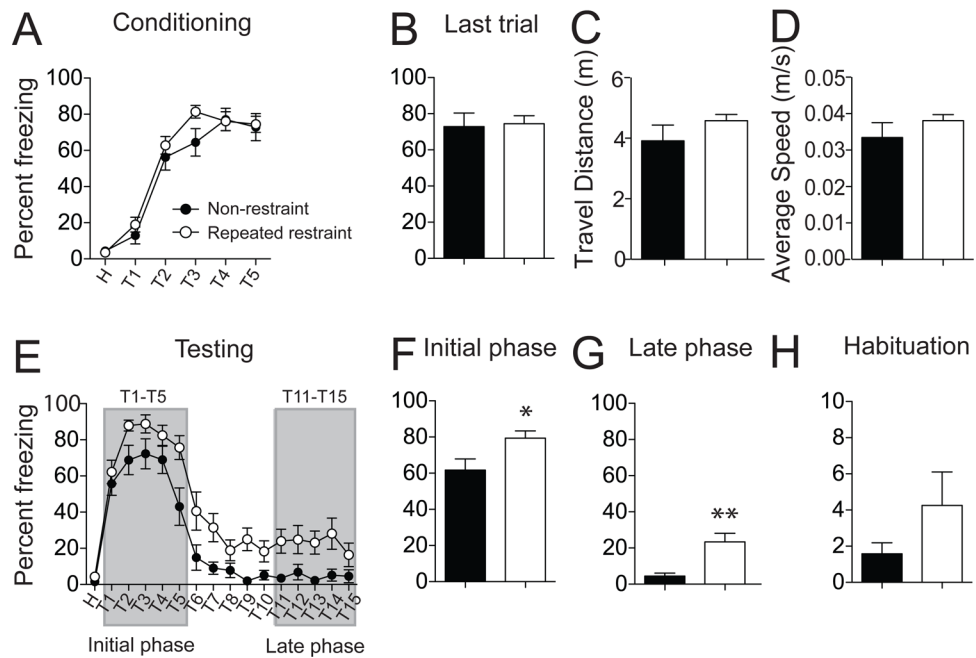 A
Conditioning
Percent freezing
100
80
60
40
20
0
H
T1
T2
T3
T4
T5
Non-restraint
Repeated restraint
B
Last trial
100
80
60
40
20
0
C
Travel Distance (m)
6
4
2
0
D
Average Speed (m/s)
0.05
0.04
0.03
0.02
0.01
0.00
E
Testing
T1-T5
T11-T15
Percent freezing
100
80
60
40
20
0
H
T1
T2
T3
T4
T5
T6
T7
T8
T9
T10
T11
T12
T13
T14
T15
Initial phase
Late phase
F
Initial phase
100
80
60
40
20
0
*
G
Late phase
100
80
60
40
20
0
**
H
Habituation
10
8
6
4
2
0